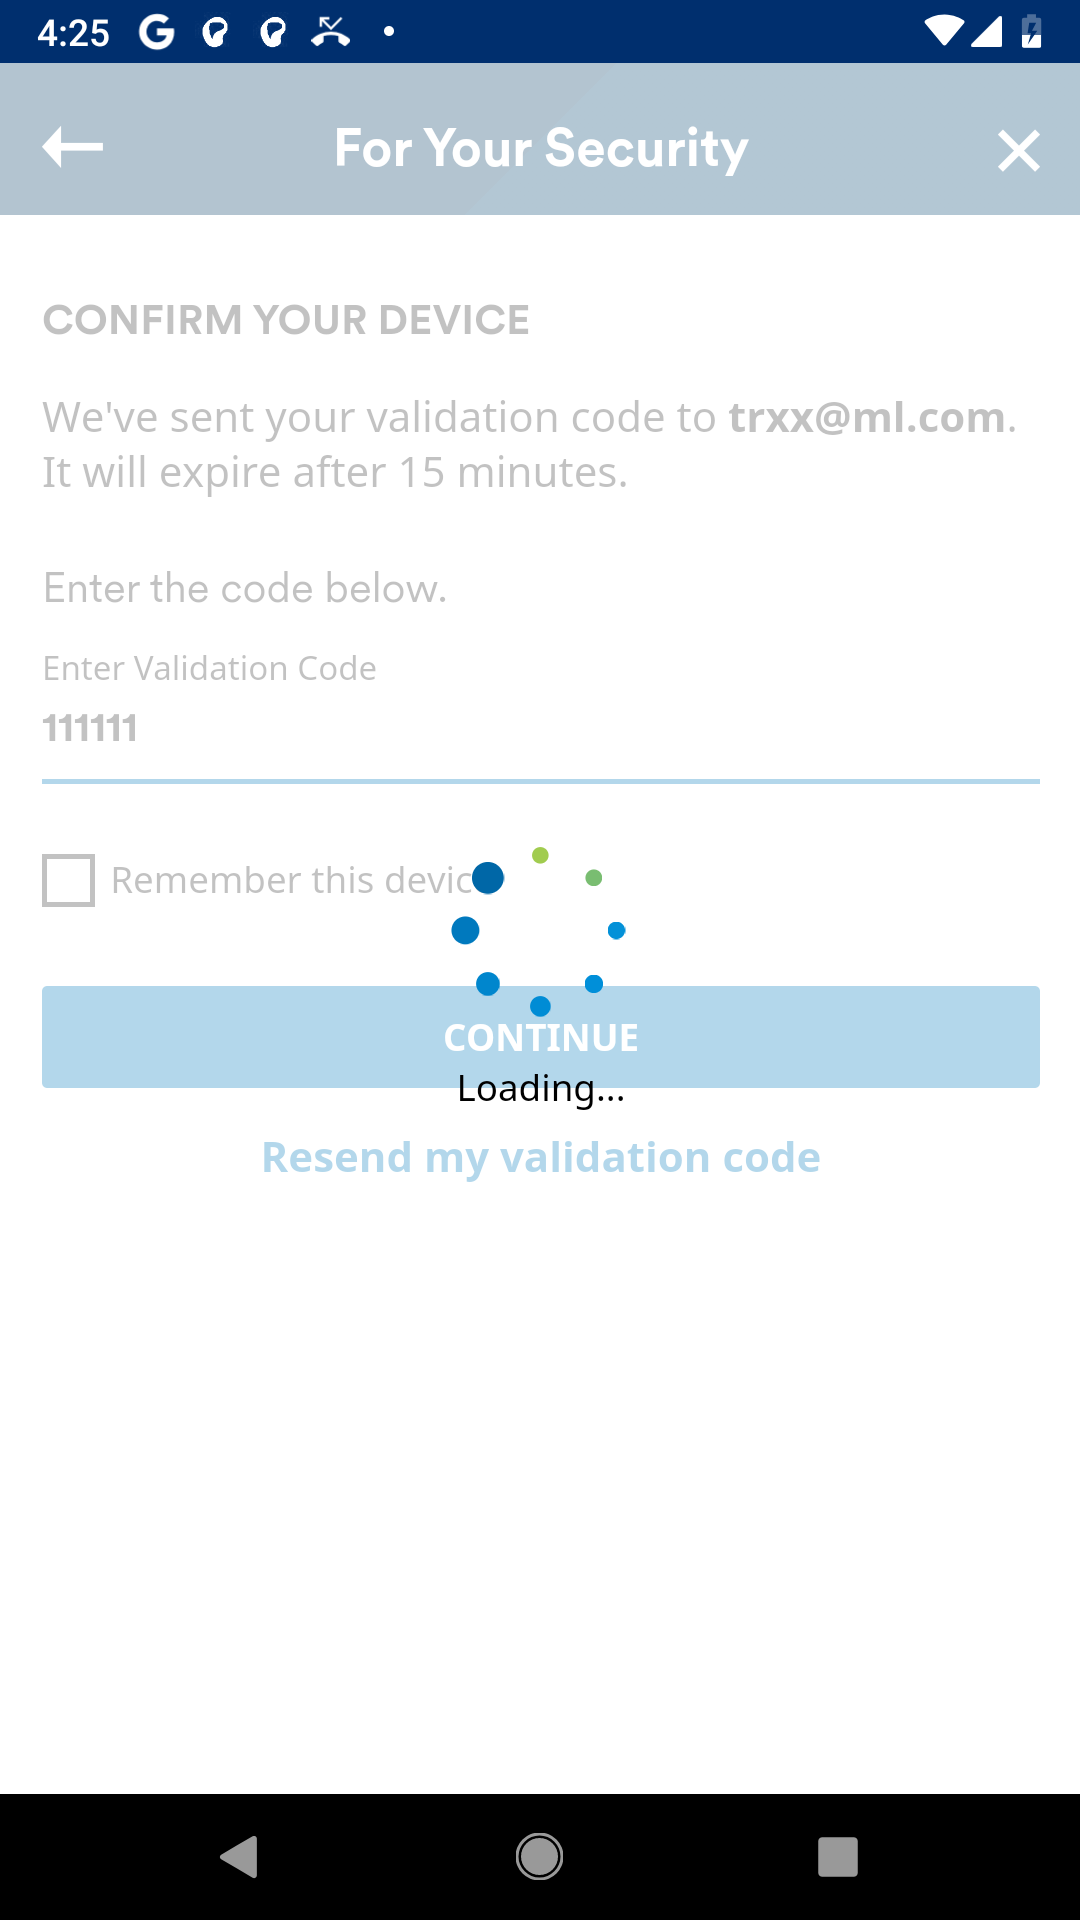 4:25
For Your Security
CONFIRM YOUR DEVICE
We've sent your validation code to trxx@ml.com.
It will expire after 15 minutes.
Enter the code below.
Enter Validation Code
111111
Remember this devic
CONTINUE
Loading...
Resend my validation code